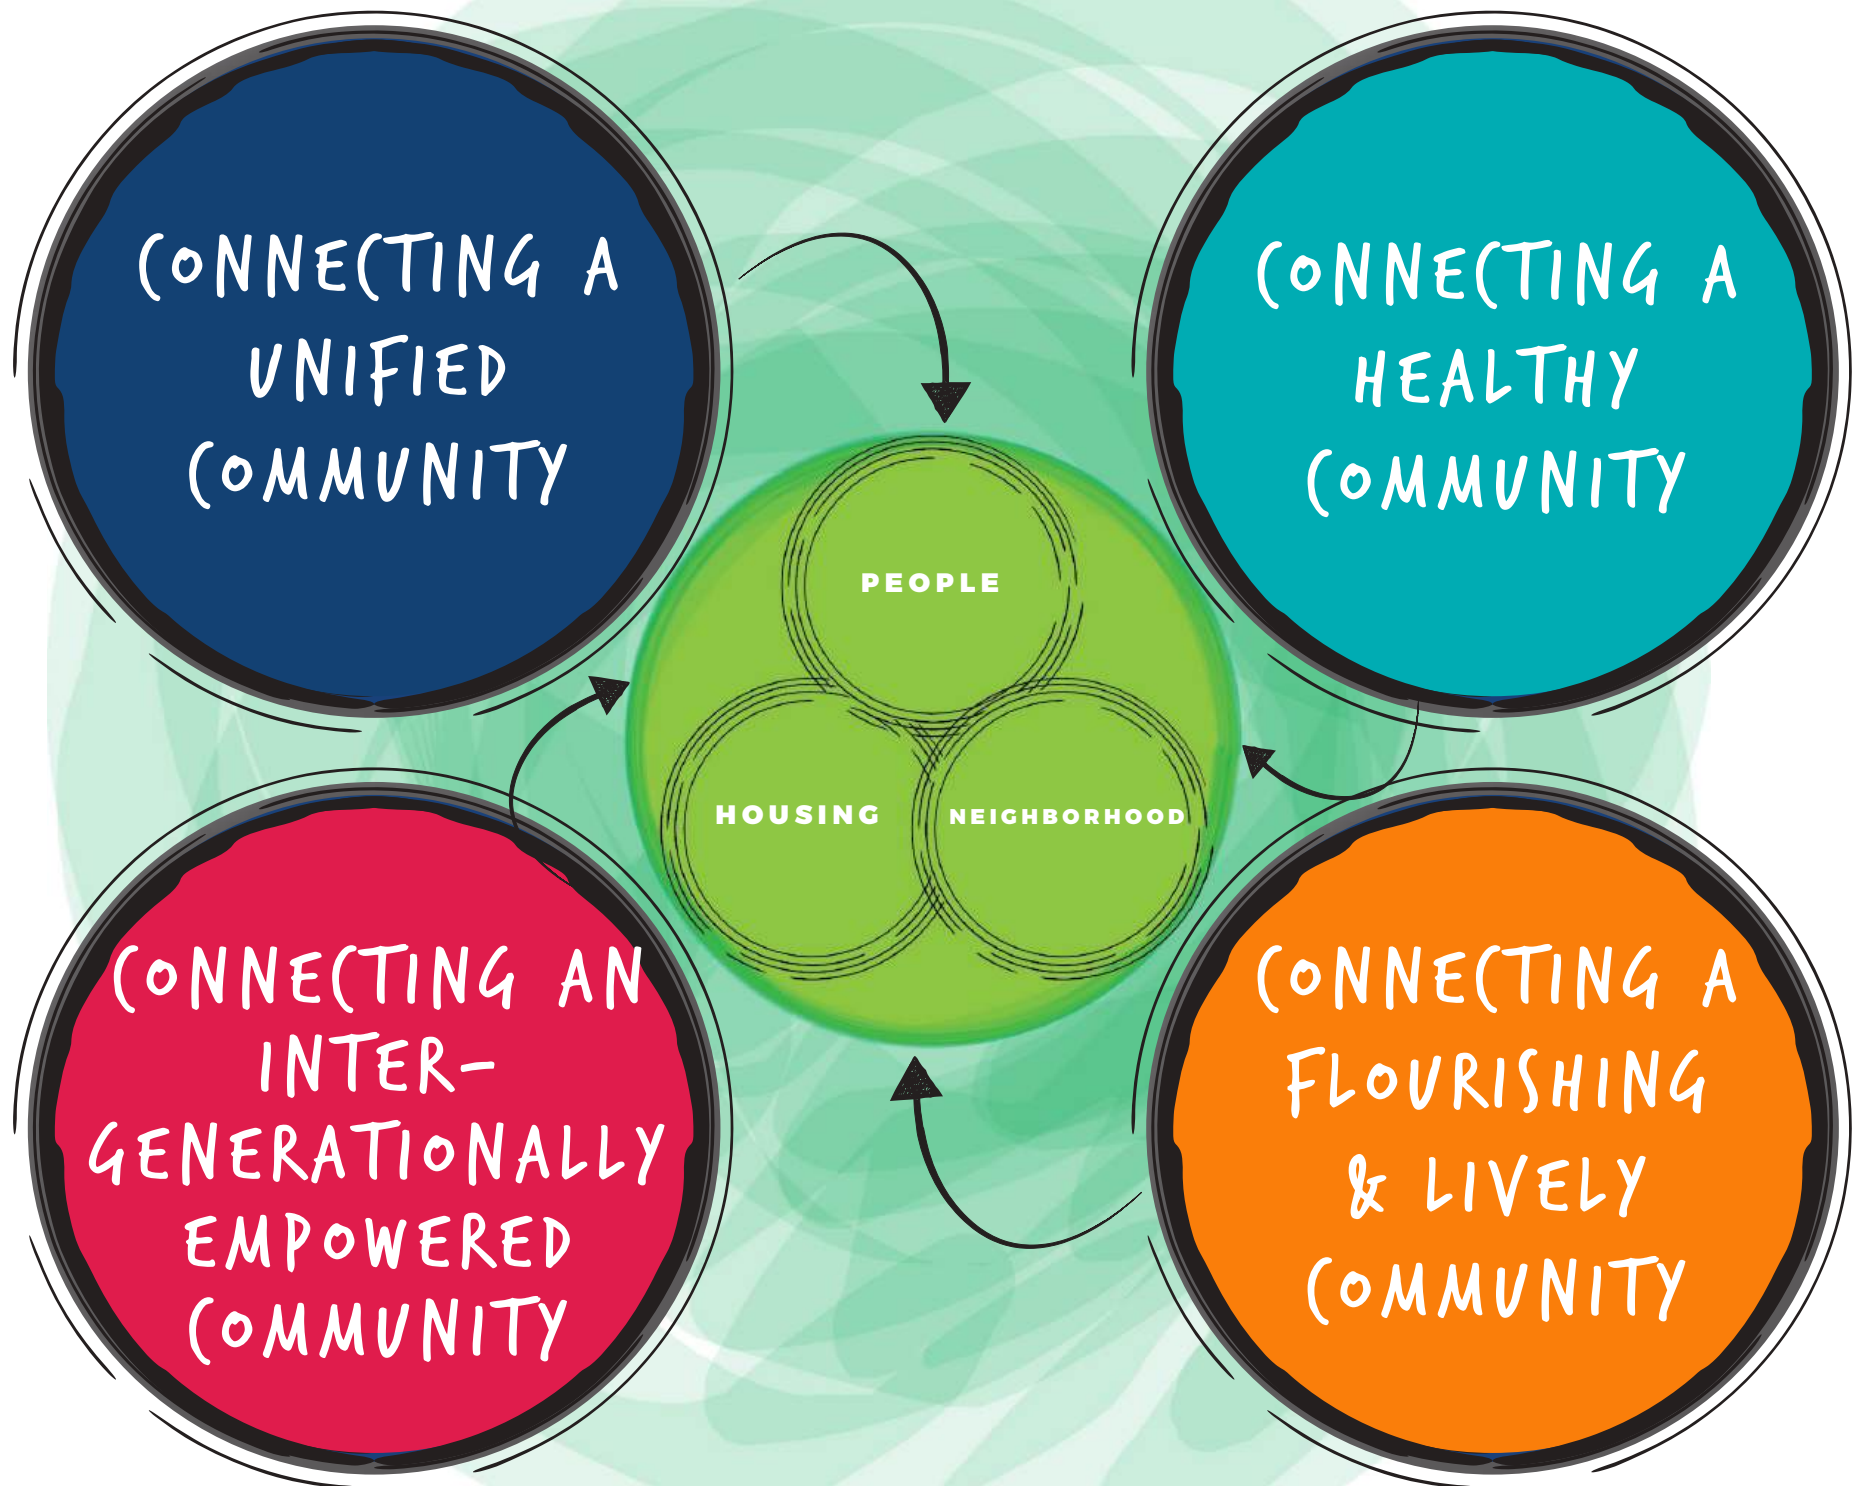 CONNECTING A
UNIFIED
COMMUNITY
CONNECTING A
HEALTHY
COMMUNITY
PEOPLE
HOUSING
NEIGHBORHOOD
CONNECTING AN
INTER-
GENERATIONALLY
EMPOWERED
COMMUNITY
CONNECTING A
FLOURISHING
& LIVELY
COMMUNITY